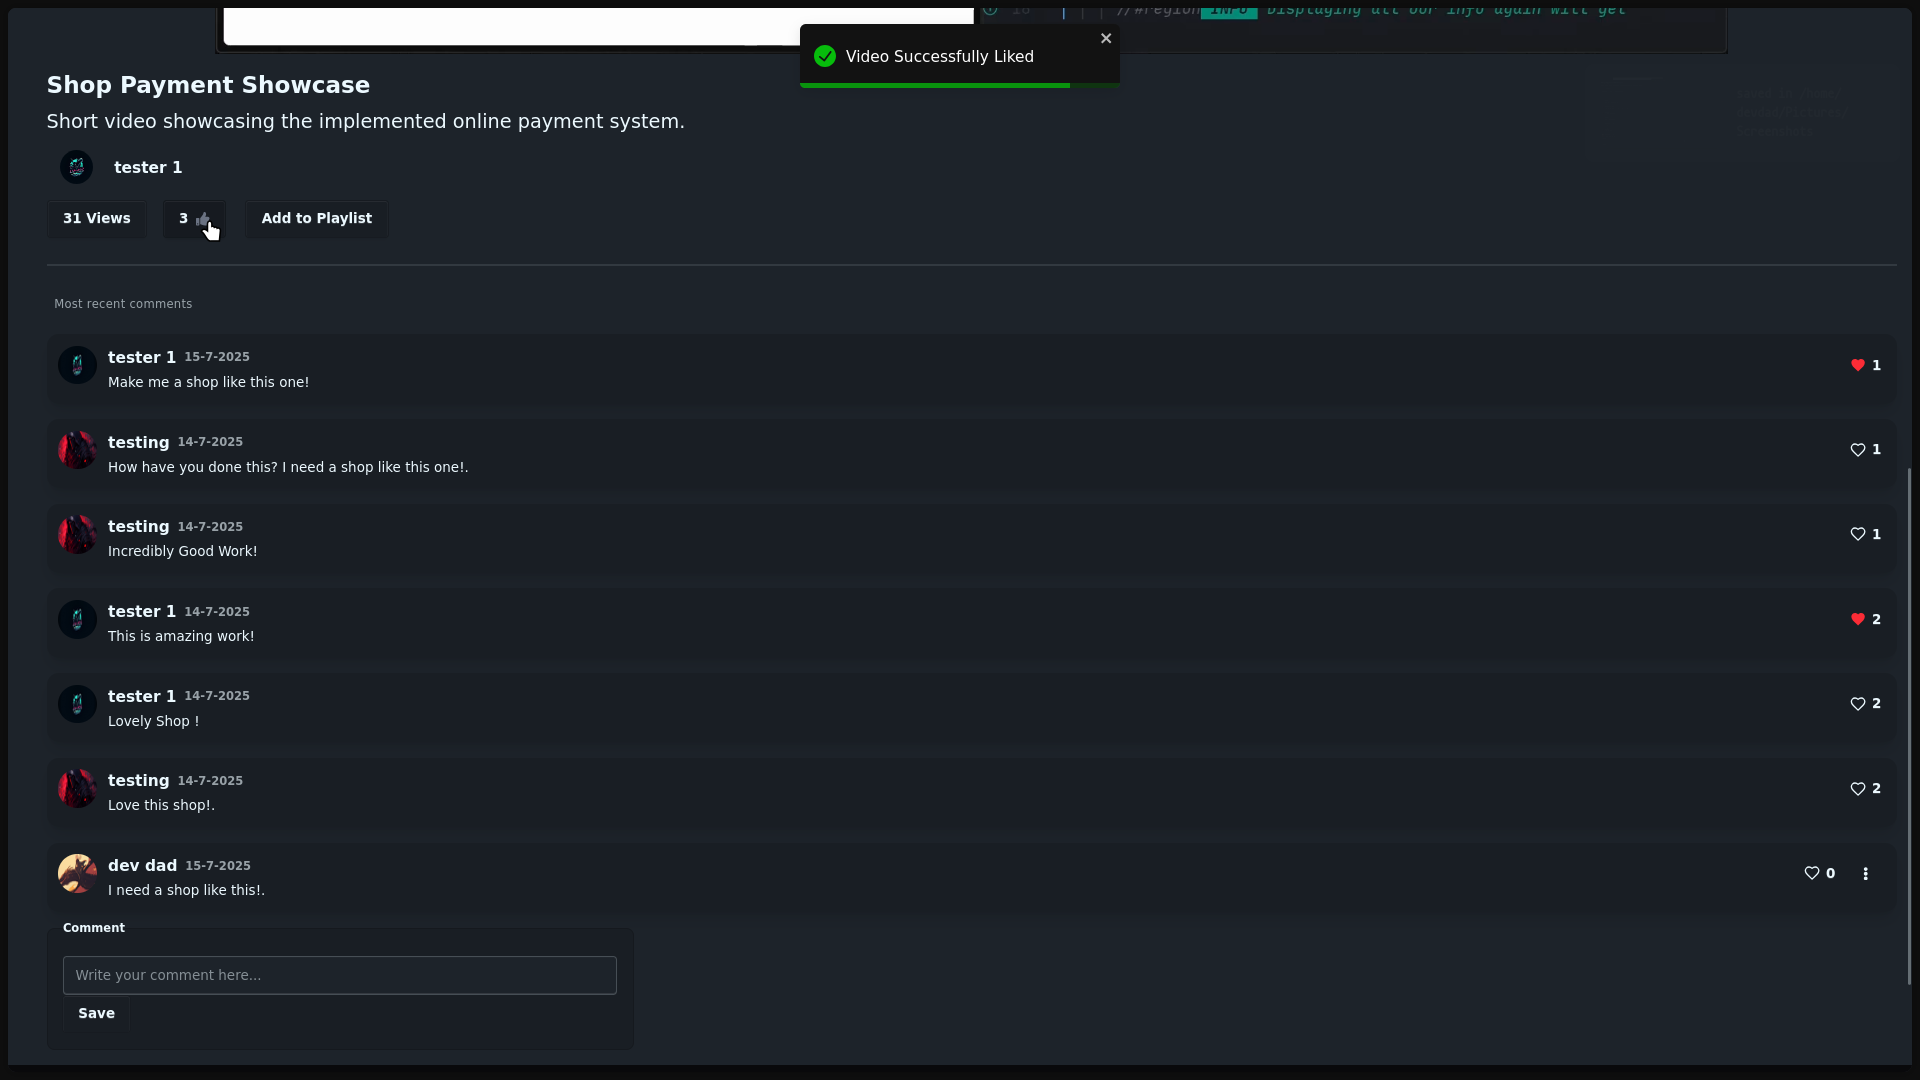 //#region INFO Displaying all our info again will get
Video Successfully Liked
Shop Payment Showcase
Short video showcasing the implemented online payment system.
tester 1
31 Views
3
Add to Playlist
Most recent comments
tester 1 15-7-2025
Make me a shop like this one!
1
testing 14-7-2025
How have you done this? I need a shop like this one!.
1
testing 14-7-2025
Incredibly Good Work!
1
tester 1 14-7-2025
This is amazing work!
2
tester 1 14-7-2025
Lovely Shop !
2
testing 14-7-2025
Love this shop!.
2
dev dad 15-7-2025
I need a shop like this!.
0
Comment
Write your comment here...
Save